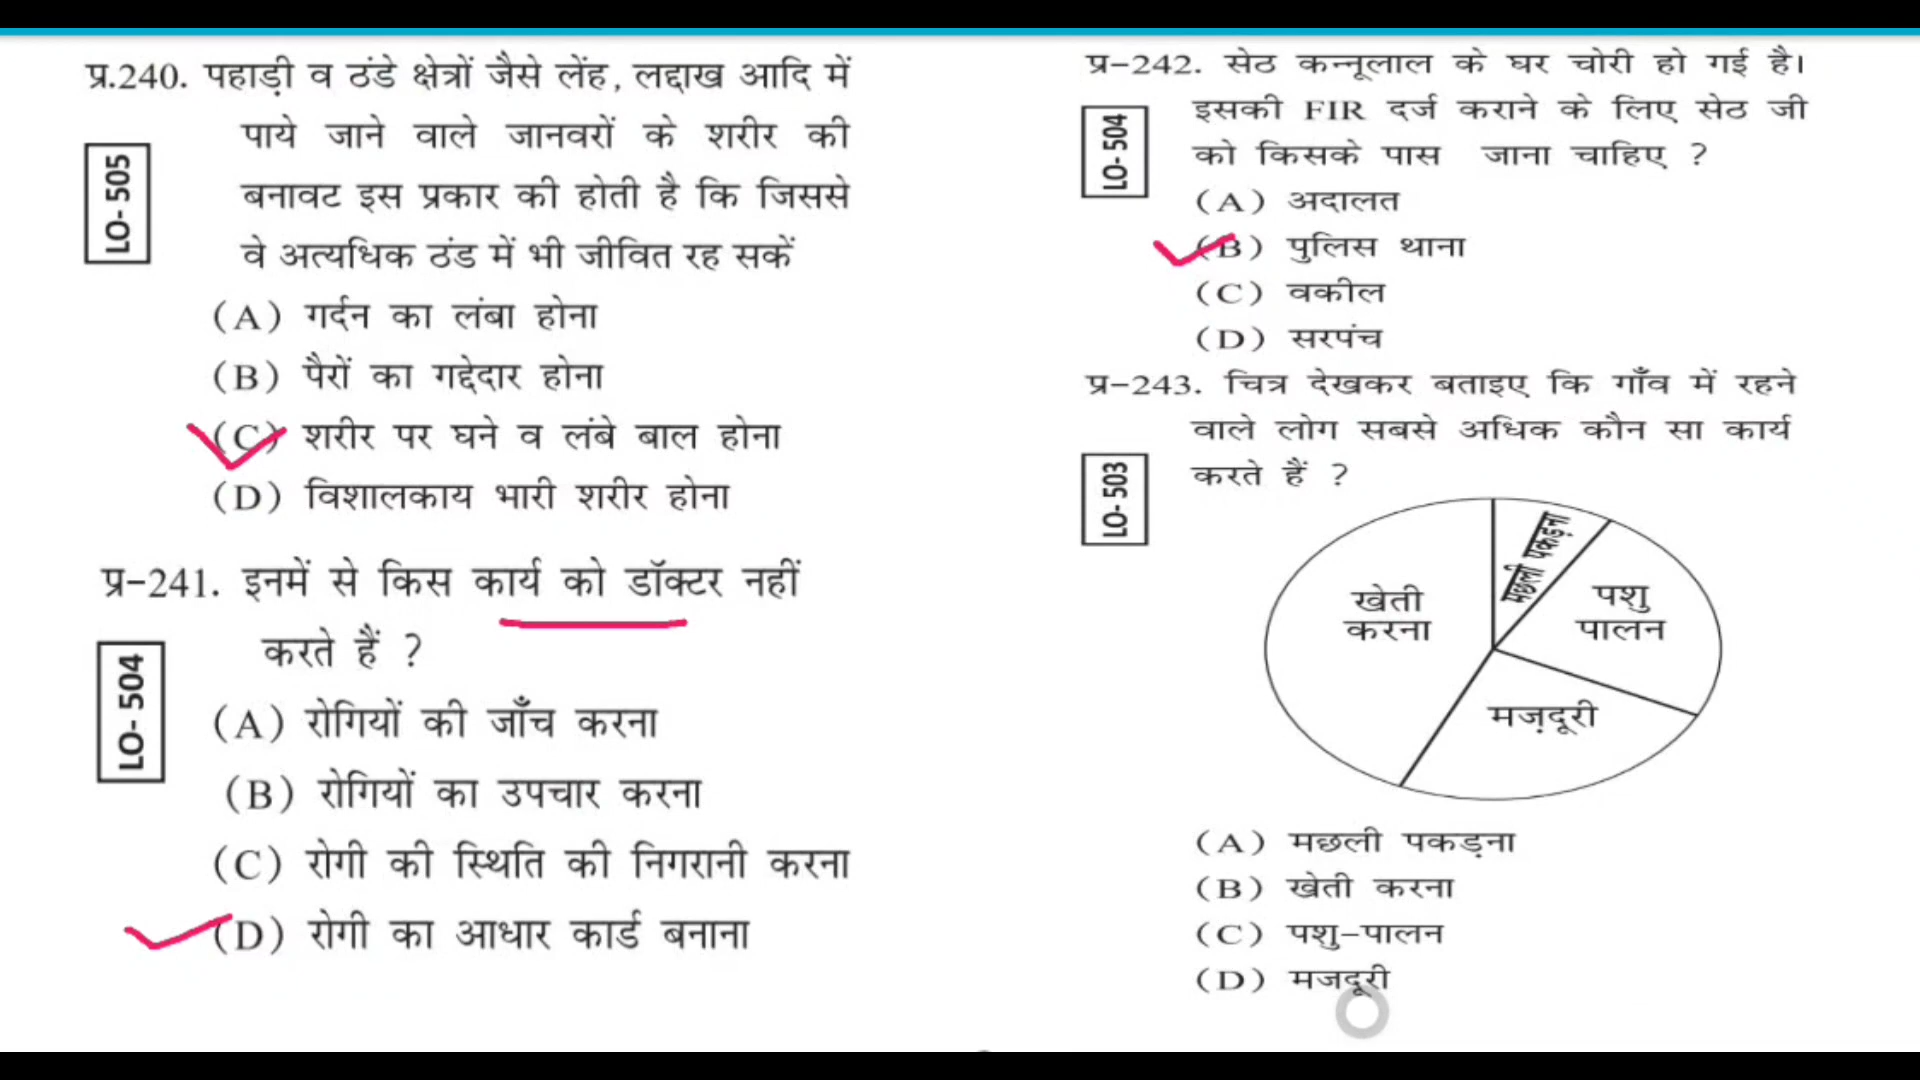 प्र.240. पहाड़ी व ठंडे क्षेत्रों जैसे लेंह, लद्दाख आदि में
पाये जाने वाले जानवरों के शरीर की
बनावट इस प्रकार की होती है कि जिससे
वे अत्यधिक ठंड में भी जीवित रह सकें
LO- 505
(A) गर्दन का लंबा होना
(B) पैरों का गद्देदार होना
(C) शरीर पर घने व लंबे बाल होना
(D) विशालकाय भारी शरीर होना
प्र–241. इनमें से किस कार्य को डॉक्टर नहीं
करते हैं ?
LO- 504
(A) रोगियों की जाँच करना
(B) रोगियों का उपचार करना
(C) रोगी की स्थिति की निगरानी करना
(D) रोगी का आधार कार्ड बनाना
प्र–242. सेठ कन्नूलाल के घर चोरी हो गई है।
इसकी FIR दर्ज कराने के लिए सेठ जी
को किसके पास जाना चाहिए ?
LO- 504
(A) अदालत
(B) पुलिस थाना
(C) वकील
(D) सरपंच
प्र–243. चित्र देखकर बताइए कि गाँव में रहने
वाले लोग सबसे अधिक कौन सा कार्य
करते हैं ?
LO- 503
मछली पकड़ना
खेती
करना
पशु
पालन
मज़दूरी
(A) मछली पकड़ना
(B) खेती करना
(C) पशु–पालन
(D) मजदूरी